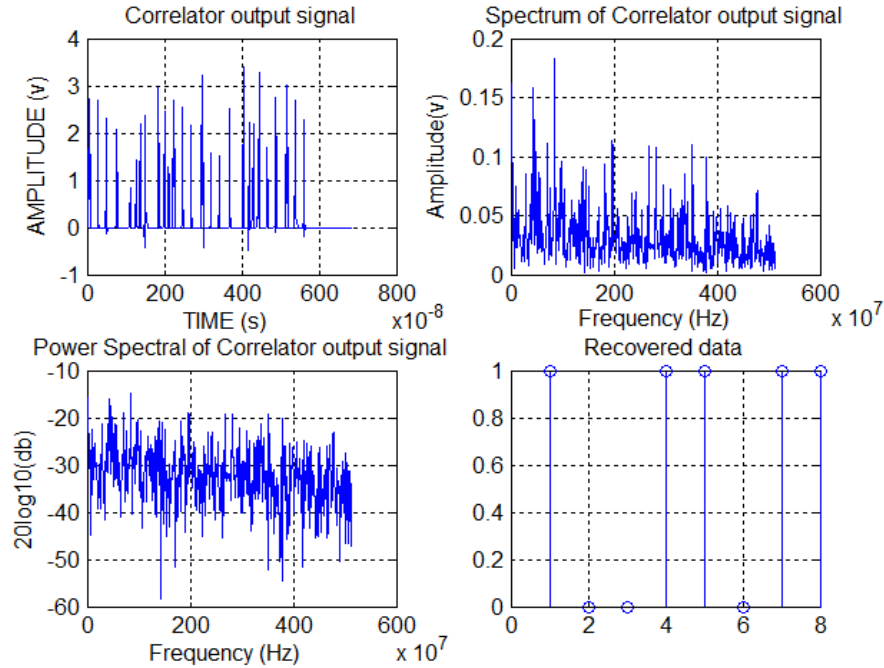 Correlator output signal
4
3
2
1
0
-1
AMPLITUDE (v)
0 200 400 600 800
TIME (s) x10^-8
Spectrum of Correlator output signal
0.2
0.15
0.1
0.05
0
Amplitude(v)
0 200 400 600
Frequency (Hz) x 10^7
Power Spectral of Correlator output signal
-10
-20
-30
-40
-50
-60
20log10(db)
0 200 400 600
Frequency (Hz) x 10^7
Recovered data
1
0.8
0.6
0.4
0.2
0
0 2 4 6 8